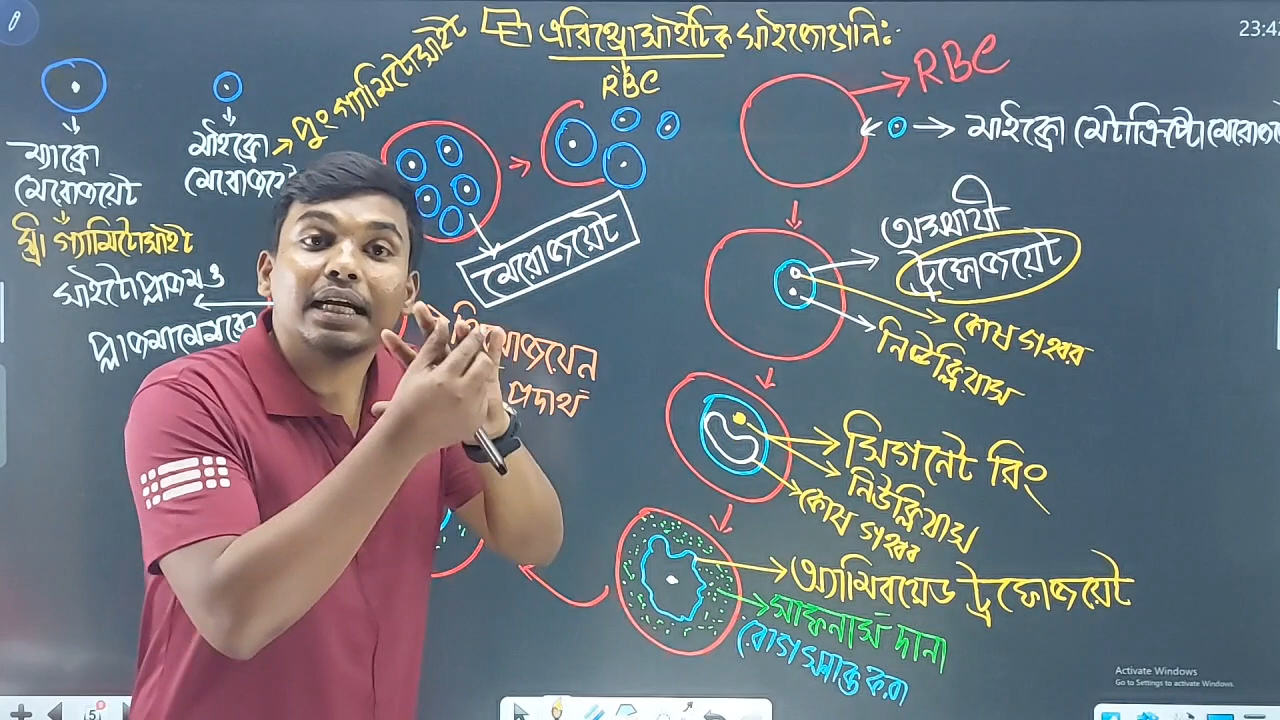 এরিথ্রোসাইটিক সাইজোগনি:
RBC
23:42
RBC
মাইক্রো মেটাক্রিপ্টোমেরোজ
ম্যাক্রো
মেরোজয়েট
স্ত্রী গ্যামিটোসাইট
মাইক্রো
মেরোজয়ে
পুং গ্যামিটোসাইট
মেরোজয়েট
সাইটোপ্লাজম ও
প্লাজমামেমব্রে
পদার্থ
অস্থায়ী
ট্রফোজয়েট
কোষ গহ্বর
নিউক্লিয়াস
সিগনেট রিং
নিউক্লিয়াস
কোষ গহ্বর
অ্যামিবয়েড ট্রফোজয়েট
সাফনার্স দানা
রোগ সনাক্ত করা
Activate Windows
Go to Settings to activate Windows.